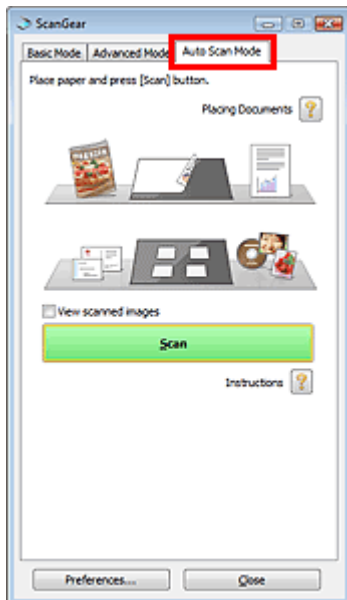 ScanGear
Basic Mode Advanced Mode Auto Scan Mode
Place paper and press [Scan] button.
Placing Documents
View scanned images
Scan
Instructions
Preferences... Close